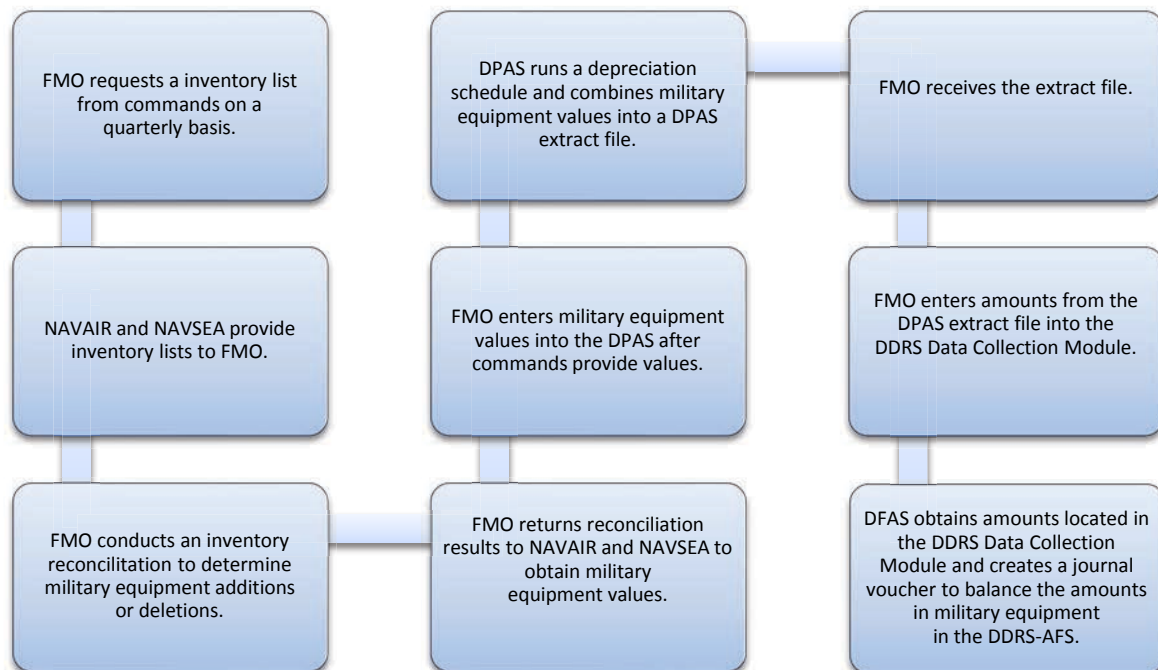 FMO requests a inventory list
from commands on a
quarterly basis.
NAVAIR and NAVSEA provide
inventory lists to FMO.
FMO conducts an inventory
reconcilitation to determine
military equipment additions
or deletions.
FMO returns reconciliation
results to NAVAIR and NAVSEA to
obtain military
equipment values.
FMO enters military equipment
values into the DPAS after
commands provide values.
DPAS runs a depreciation
schedule and combines military
equipment values into a DPAS
extract file.
FMO receives the extract file.
FMO enters amounts from the
DPAS extract file into the
DDRS Data Collection Module.
DFAS obtains amounts located in
the DDRS Data Collection
Module and creates a journal
voucher to balance the amounts
in military equipment
in the DDRS-AFS.